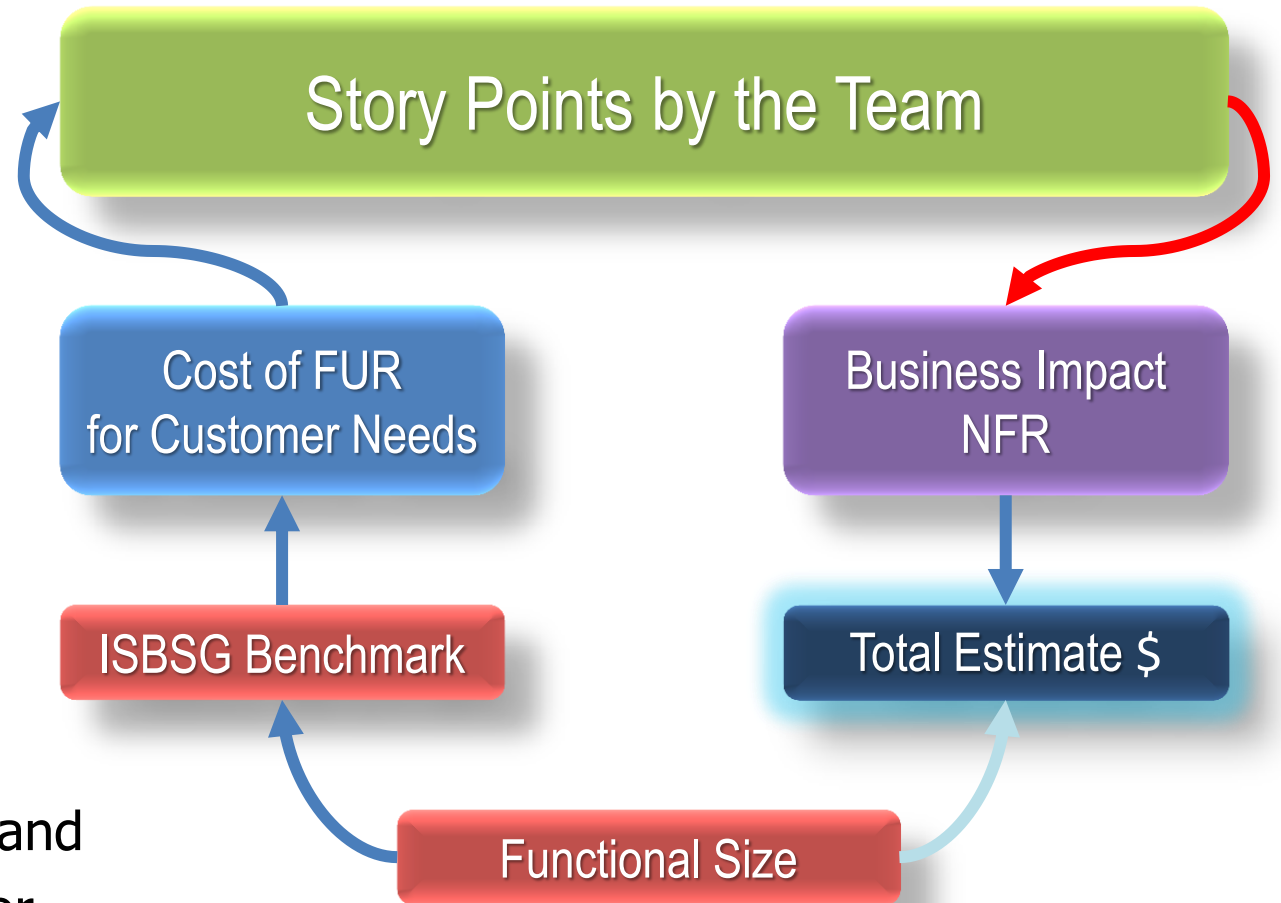 Story Points by the Team
Cost of FUR
for Customer Needs
Business Impact
NFR
ISBSG Benchmark
Total Estimate $
and
Functional Size